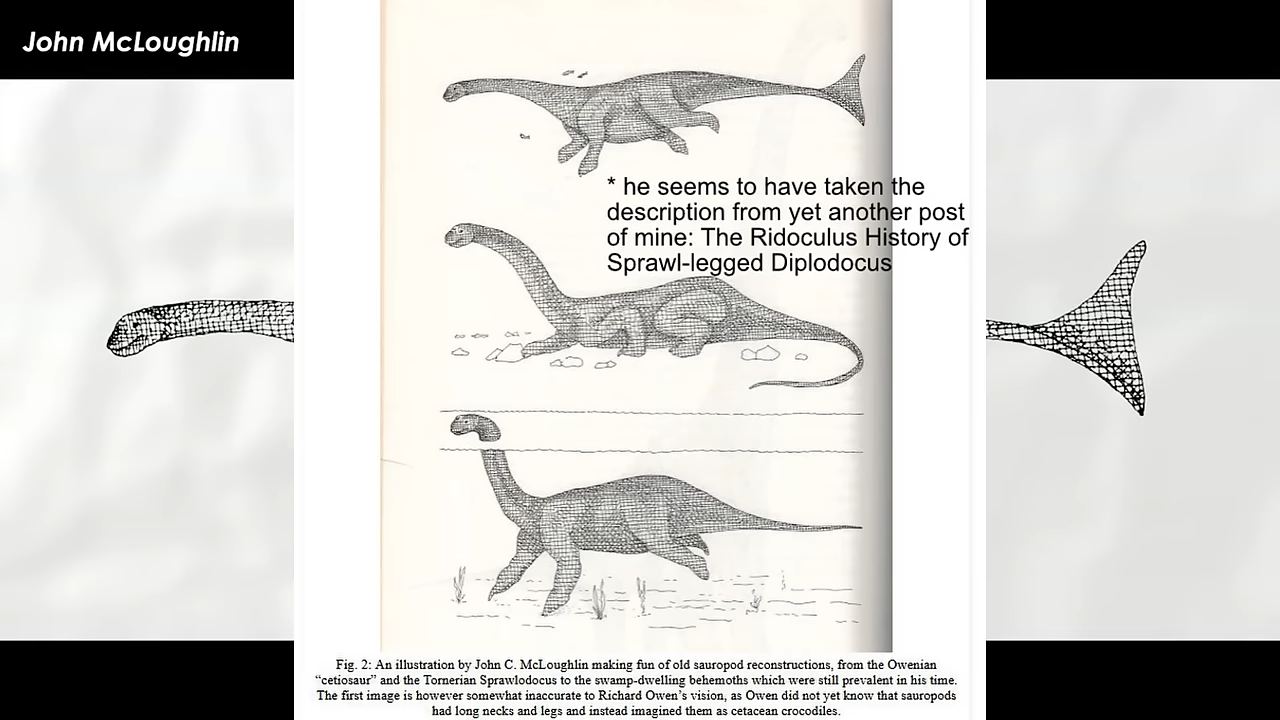 John McLoughlin
* he seems to have taken the
description from yet another post
of mine: The Ridoculus History of
Sprawl-legged Diplodocus
Fig. 2: An illustration by John C. McLoughlin making fun of old sauropod reconstructions, from the Owenian
“cetiosaur” and the Tornerian Sprawlodocus to the swamp-dwelling behemoths which were still prevalent in his time.
The first image is however somewhat inaccurate to Richard Owen’s vision, as Owen did not yet know that sauropods
had long necks and legs and instead imagined them as cetacean crocodiles.